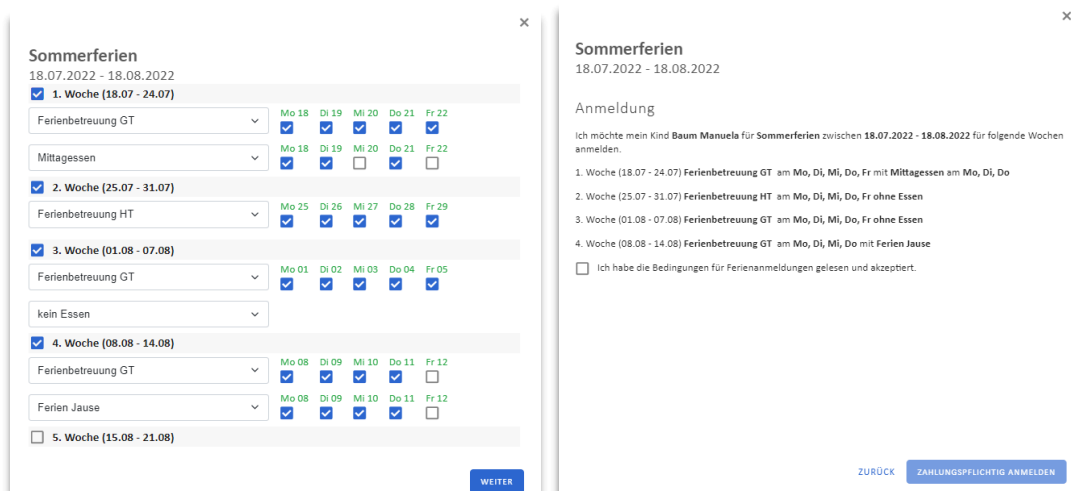 ×
Sommerferien
18.07.2022 - 18.08.2022
1. Woche (18.07 - 24.07)
Ferienbetreuung GT
Mo 18 Di 19 Mi 20 Do 21 Fr 22
Mittagessen
Mo 18 Di 19 Mi 20 Do 21 Fr 22
2. Woche (25.07 - 31.07)
Ferienbetreuung HT
Mo 25 Di 26 Mi 27 Do 28 Fr 29
3. Woche (01.08 - 07.08)
Ferienbetreuung GT
Mo 01 Di 02 Mi 03 Do 04 Fr 05
kein Essen
4. Woche (08.08 - 14.08)
Ferienbetreuung GT
Mo 08 Di 09 Mi 10 Do 11 Fr 12
Ferien Jause
Mo 08 Di 09 Mi 10 Do 11 Fr 12
5. Woche (15.08 - 21.08)
WEITER
×
Sommerferien
18.07.2022 - 18.08.2022
Anmeldung
Ich möchte mein Kind Baum Manuela für Sommerferien zwischen 18.07.2022 - 18.08.2022 für folgende Wochen
anmelden.
1. Woche (18.07 - 24.07) Ferienbetreuung GT am Mo, Di, Mi, Do, Fr mit Mittagessen am Mo, Di, Do
2. Woche (25.07 - 31.07) Ferienbetreuung HT am Mo, Di, Mi, Do, Fr ohne Essen
3. Woche (01.08 - 07.08) Ferienbetreuung GT am Mo, Di, Mi, Do, Fr ohne Essen
4. Woche (08.08 - 14.08) Ferienbetreuung GT am Mo, Di, Mi, Do mit Ferien Jause
Ich habe die Bedingungen für Ferienanmeldungen gelesen und akzeptiert.
ZURÜCK ZAHLUNGSPFLICHTIG ANMELDEN